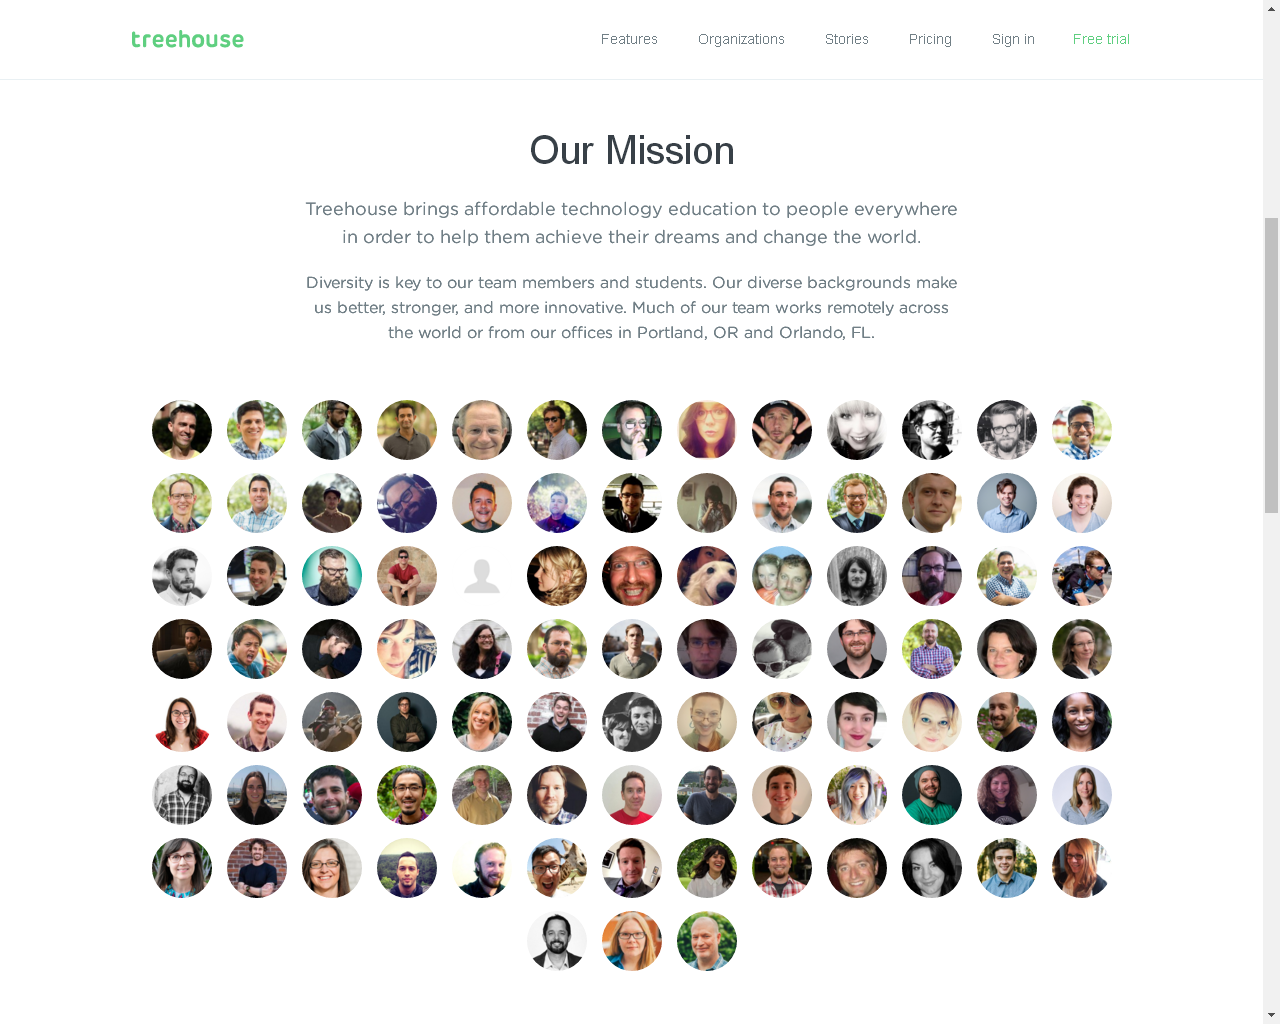 treehouse
Features Organizations Stories Pricing Sign in Free trial
Our Mission
Treehouse brings affordable technology education to people everywhere
in order to help them achieve their dreams and change the world.
Diversity is key to our team members and students. Our diverse backgrounds make
us better, stronger, and more innovative. Much of our team works remotely across
the world or from our offices in Portland, OR and Orlando, FL.